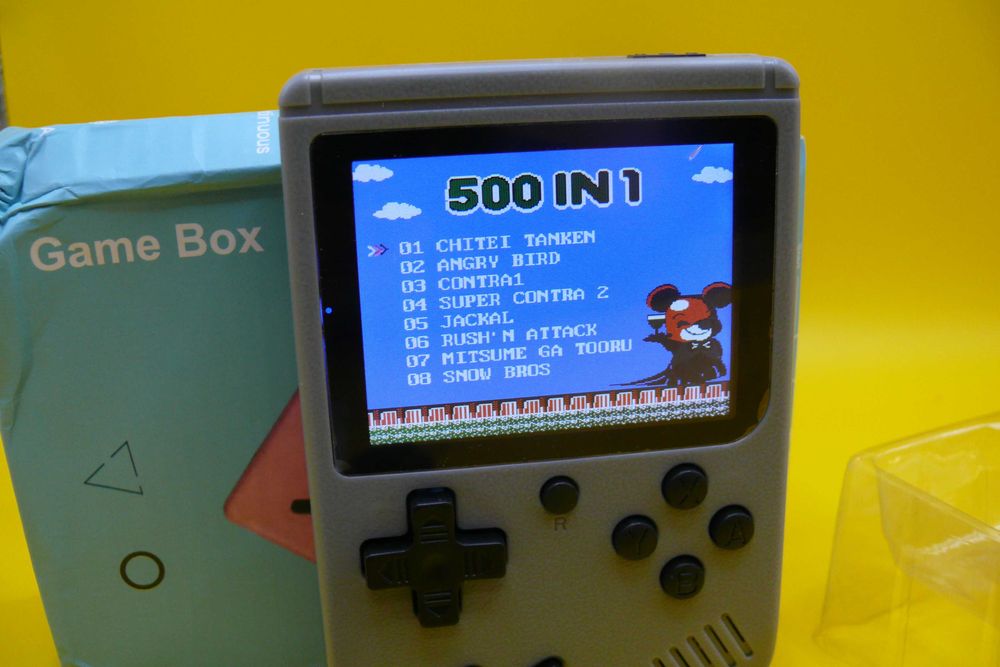 nuous
Game Box
500 IN 1
01 CHITEI TANKEN
02 ANGRY BIRD
03 CONTRA1
04 SUPER CONTRA 2
05 JACKAL
06 RUSH'N ATTACK
07 MITSUME GA TOORU
08 SNOW BROS
R
X
Y
A
B